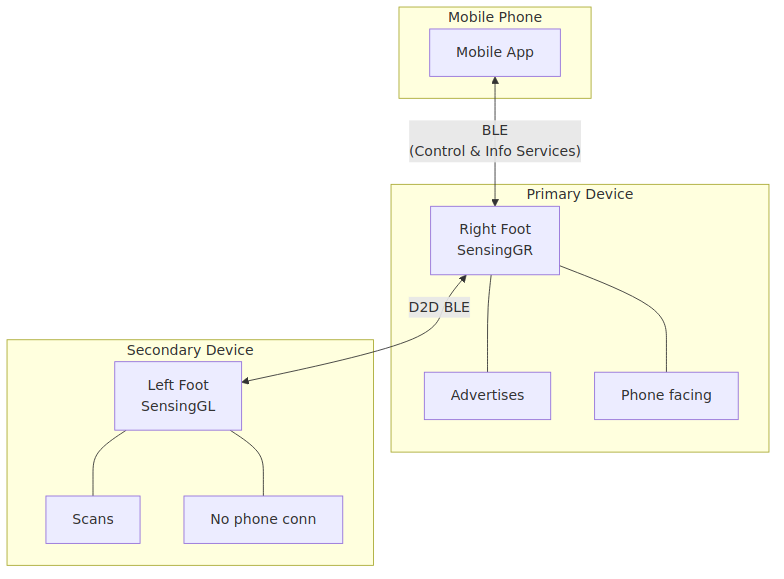 Mobile Phone
Mobile App
BLE
(Control & Info Services)
Primary Device
Right Foot
SensingGR
D2D BLE
Secondary Device
Left Foot
SensingGL
Advertises
Phone facing
Scans
No phone conn